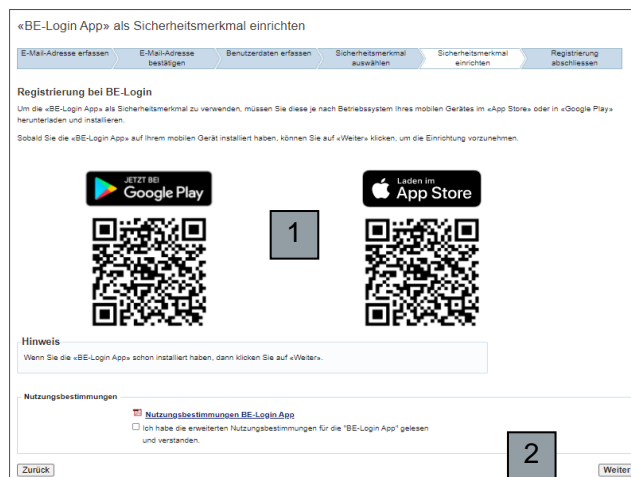 «BE-Login App» als Sicherheitsmerkmal einrichten
E-Mail-Adresse erfassen
E-Mail-Adresse
bestätigen
Benutzerdaten erfassen
Sicherheitsmerkmal
auswählen
Sicherheitsmerkmal
einrichten
Registrierung
abschliessen
Registrierung bei BE-Login
Um die «BE-Login App» als Sicherheitsmerkmal zu verwenden, müssen Sie diese je nach Betriebssystem Ihres mobilen Gerätes im «App Store» oder in «Google Play»
herunterladen und installieren.
Sobald Sie die «BE-Login App» auf Ihrem mobilen Gerät installiert haben, können Sie auf «Weiter» klicken, um die Einrichtung vorzunehmen.
JETZT BEI
Google Play
Laden im
App Store
1
Hinweis
Wenn Sie die «BE-Login App» schon installiert haben, dann klicken Sie auf «Weiter».
Nutzungsbestimmungen
Nutzungsbestimmungen BE-Login App
Ich habe die erweiterten Nutzungsbestimmungen für die "BE-Login App" gelesen
und verstanden.
2
Zurück
Weiter